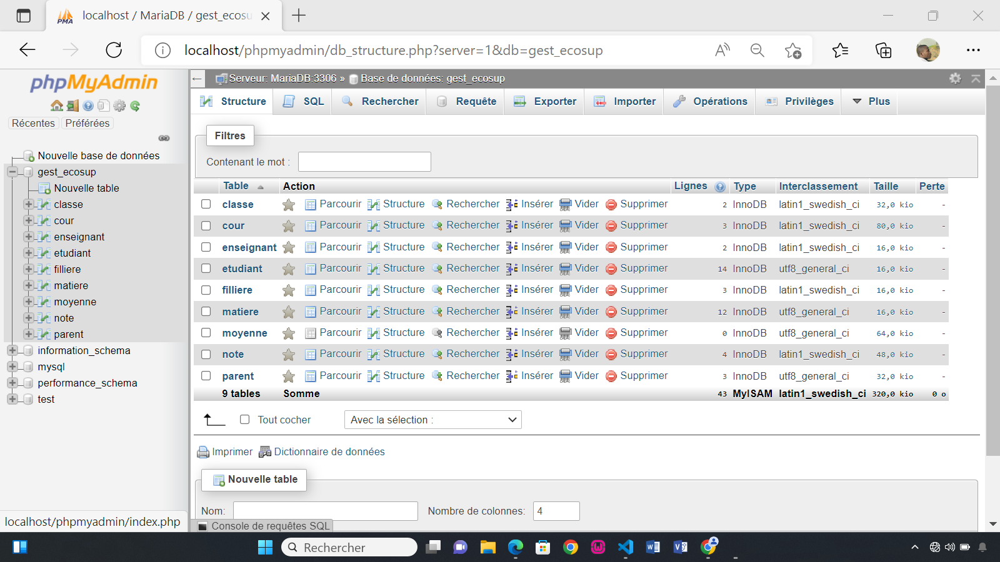 localhost / MariaDB / gest_ecosu
localhost/phpmyadmin/db_structure.php?server=1&db=gest_ecosup
phpMyAdmin
Récentes Préférées
Nouvelle base de données
gest_ecosup
Nouvelle table
classe
cour
enseignant
etudiant
filliere
matiere
moyenne
note
parent
information_schema
mysql
performance_schema
test
localhost/phpmyadmin/index.php
Serveur: MariaDB:3306 » Base de données: gest_ecosup
Structure SQL Rechercher Requête Exporter Importer Opérations Privilèges Plus
Filtres
Contenant le mot :
Table Action Lignes Type Interclassement Taille Perte
classe Parcourir Structure Rechercher Insérer Vider Supprimer 2 InnoDB latin1_swedish_ci 32,0 kio -
cour Parcourir Structure Rechercher Insérer Vider Supprimer 3 InnoDB latin1_swedish_ci 80,0 kio -
enseignant Parcourir Structure Rechercher Insérer Vider Supprimer 2 InnoDB latin1_swedish_ci 16,0 kio -
etudiant Parcourir Structure Rechercher Insérer Vider Supprimer 14 InnoDB utf8_general_ci 16,0 kio -
filliere Parcourir Structure Rechercher Insérer Vider Supprimer 3 InnoDB latin1_swedish_ci 16,0 kio -
matiere Parcourir Structure Rechercher Insérer Vider Supprimer 12 InnoDB utf8_general_ci 16,0 kio -
moyenne Parcourir Structure Rechercher Insérer Vider Supprimer 0 InnoDB utf8_general_ci 64,0 kio -
note Parcourir Structure Rechercher Insérer Vider Supprimer 4 InnoDB latin1_swedish_ci 48,0 kio -
parent Parcourir Structure Rechercher Insérer Vider Supprimer 3 InnoDB utf8_general_ci 32,0 kio -
9 tables Somme 43 MyISAM latin1_swedish_ci 320,0 kio 0 o
Tout cocher Avec la sélection :
Imprimer Dictionnaire de données
Nouvelle table
Nom: Nombre de colonnes: 4
Console de requêtes SQL
Rechercher